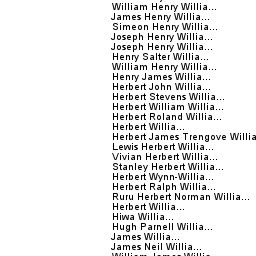 William Henry Willia...
James Henry Willia...
Simeon Henry Willia...
Joseph Henry Willia...
Joseph Henry Willia...
Henry Salter Willia...
William Henry Willia...
Henry James Willia...
Herbert John Willia...
Herbert Stevens Willia...
Herbert William Willia...
Herbert Roland Willia...
Herbert Willia...
Herbert James Trengove Willia
Lewis Herbert Willia...
Vivian Herbert Willia...
Stanley Herbert Willia...
Herbert Wynn-Willia...
Herbert Ralph Willia...
Ruru Herbert Norman Willia...
Herbert Willia...
Hiwa Willia...
Hugh Parnell Willia...
James Willia...
James Neil Willia...
William James Willia...